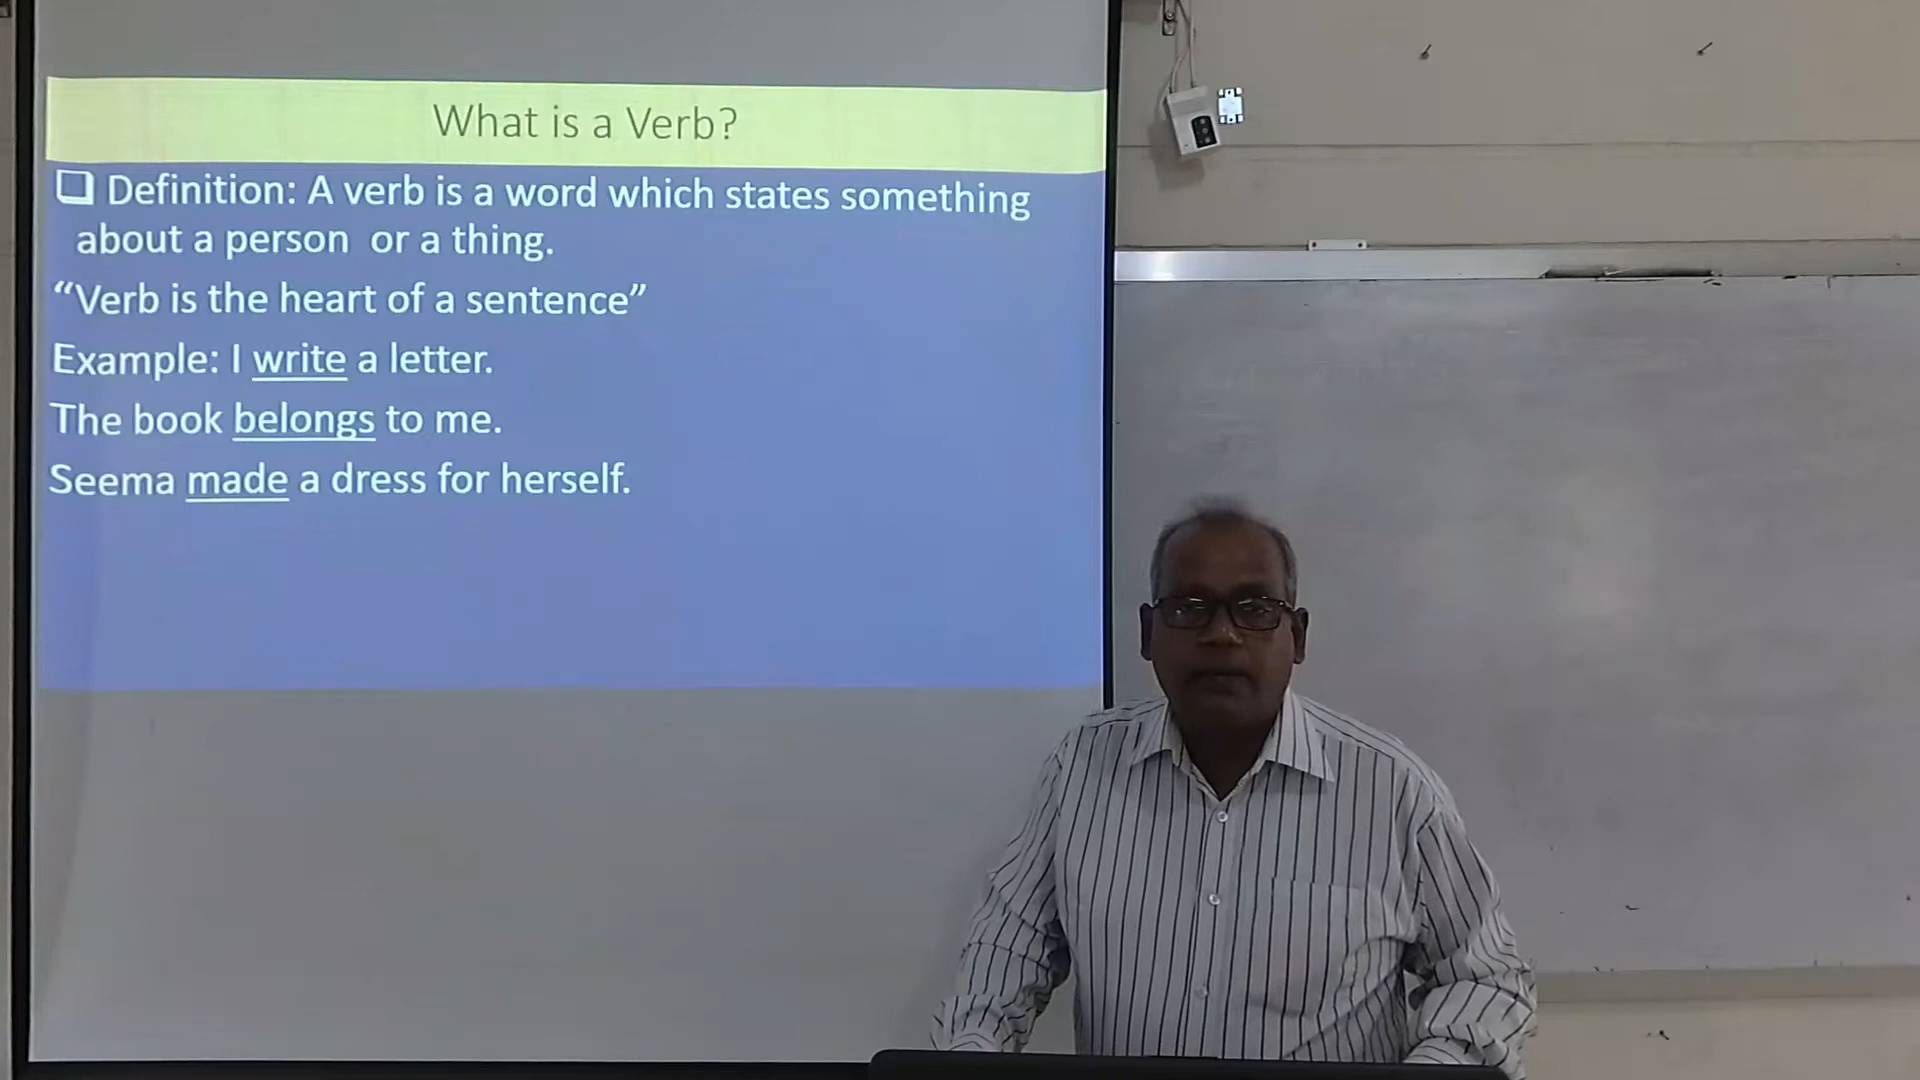 What is a Verb?
❑ Definition: A verb is a word which states something
about a person or a thing.
“Verb is the heart of a sentence”
Example: I write a letter.
The book belongs to me.
Seema made a dress for herself.